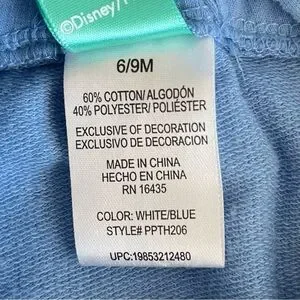 ©Disney/
6/9M
60% COTTON/ ALGODÓN
40% POLYESTER/ POLIÉSTER
EXCLUSIVE OF DECORATION
EXCLUSIVO DE DECORACION
MADE IN CHINA
HECHO EN CHINA
RN 16435
COLOR: WHITE/BLUE
STYLE# PPTH206
UPC:19853212480